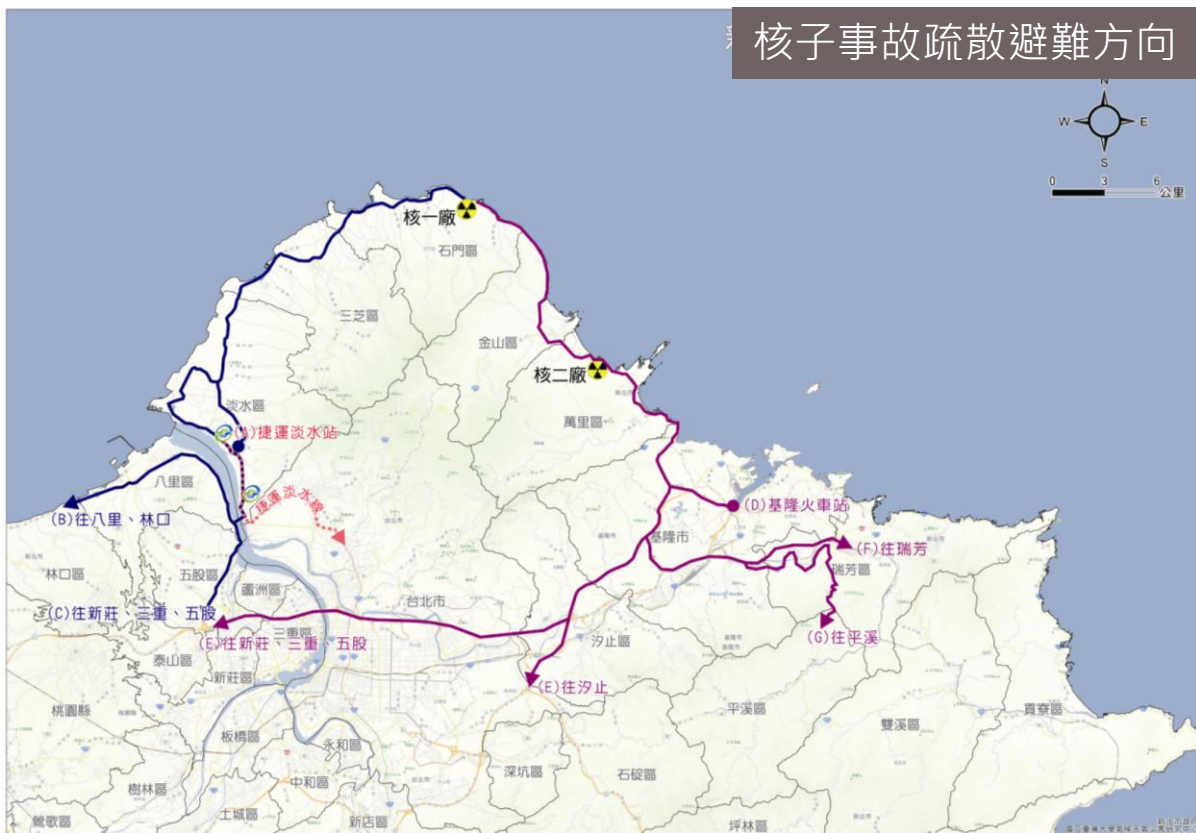 核子事故疏散避難方向
N
W
E
S
0
3
6
公里
核一廠
石門區
三芝區
金山區
核二廠
萬里區
淡水區
(A)捷運淡水站
捷運淡水線
八里區
(B)往八里、林口
(D)基隆火車站
基隆市
(F)往瑞芳
瑞芳區
林口區
五股區
蘆洲區
台北市
(C)往新莊、三重、五股
三重區
(E)往新莊、三重、五股
汐止區
(G)往平溪
泰山區
新莊區
(E)往汐止
桃園縣
平溪區
雙溪區
貢寮區
板橋區
永和區
中和區
深坑區
石碇區
樹林區
土城區
新店區
鶯歌區
坪林區